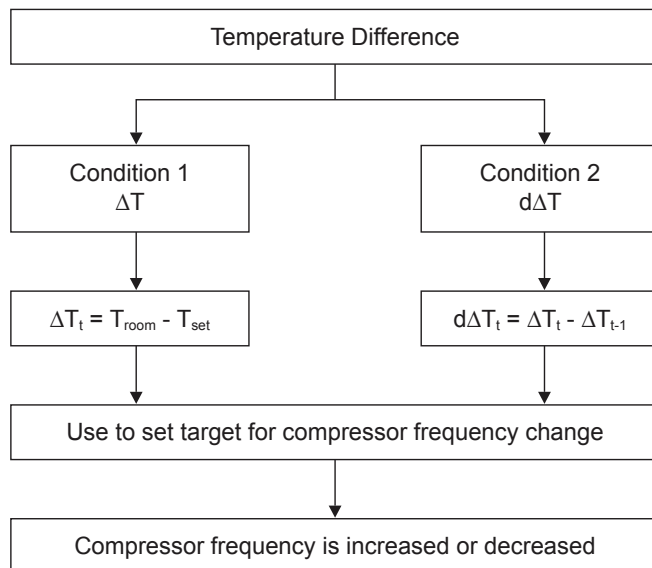 Temperature Difference
Condition 1
ΔT
Condition 2
dΔT
ΔTₜ = Tᵣₒₒₘ - Tₛₑₜ
dΔTₜ = ΔTₜ - ΔTₜ₋₁
Use to set target for compressor frequency change
Compressor frequency is increased or decreased